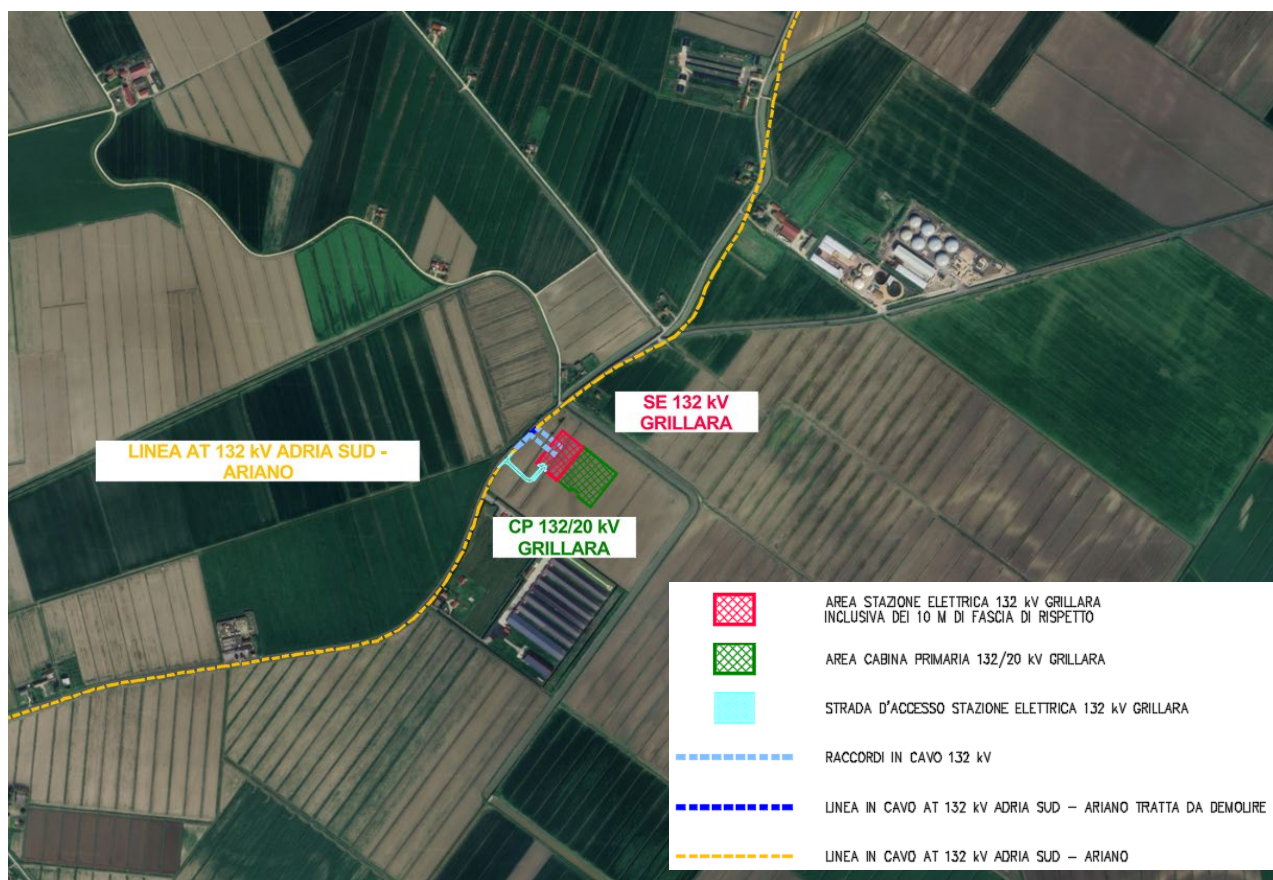 SE 132 kV
GRILLARA
LINEA AT 132 kV ADRIA SUD -
ARIANO
CP 132/20 kV
GRILLARA
AREA STAZIONE ELETTRICA 132 kV GRILLARA
INCLUSIVA DEI 10 M DI FASCIA DI RISPETTO
AREA CABINA PRIMARIA 132/20 kV GRILLARA
STRADA D'ACCESSO STAZIONE ELETTRICA 132 kV GRILLARA
RACCORDI IN CAVO 132 kV
LINEA IN CAVO AT 132 kV ADRIA SUD - ARIANO TRATTA DA DEMOLIRE
LINEA IN CAVO AT 132 kV ADRIA SUD - ARIANO